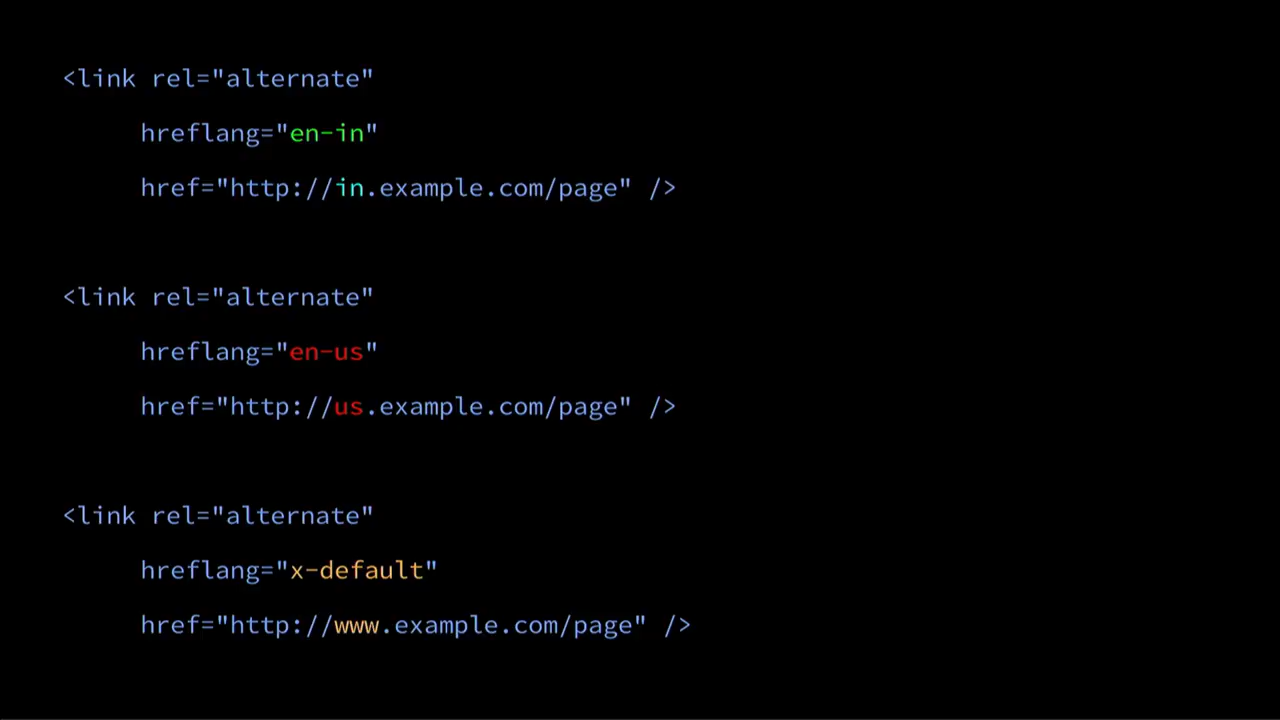 <link rel="alternate"
hreflang="en-in"
href="http://in.example.com/page" />
<link rel="alternate"
hreflang="en-us"
href="http://us.example.com/page" />
<link rel="alternate"
hreflang="x-default"
href="http://www.example.com/page" />